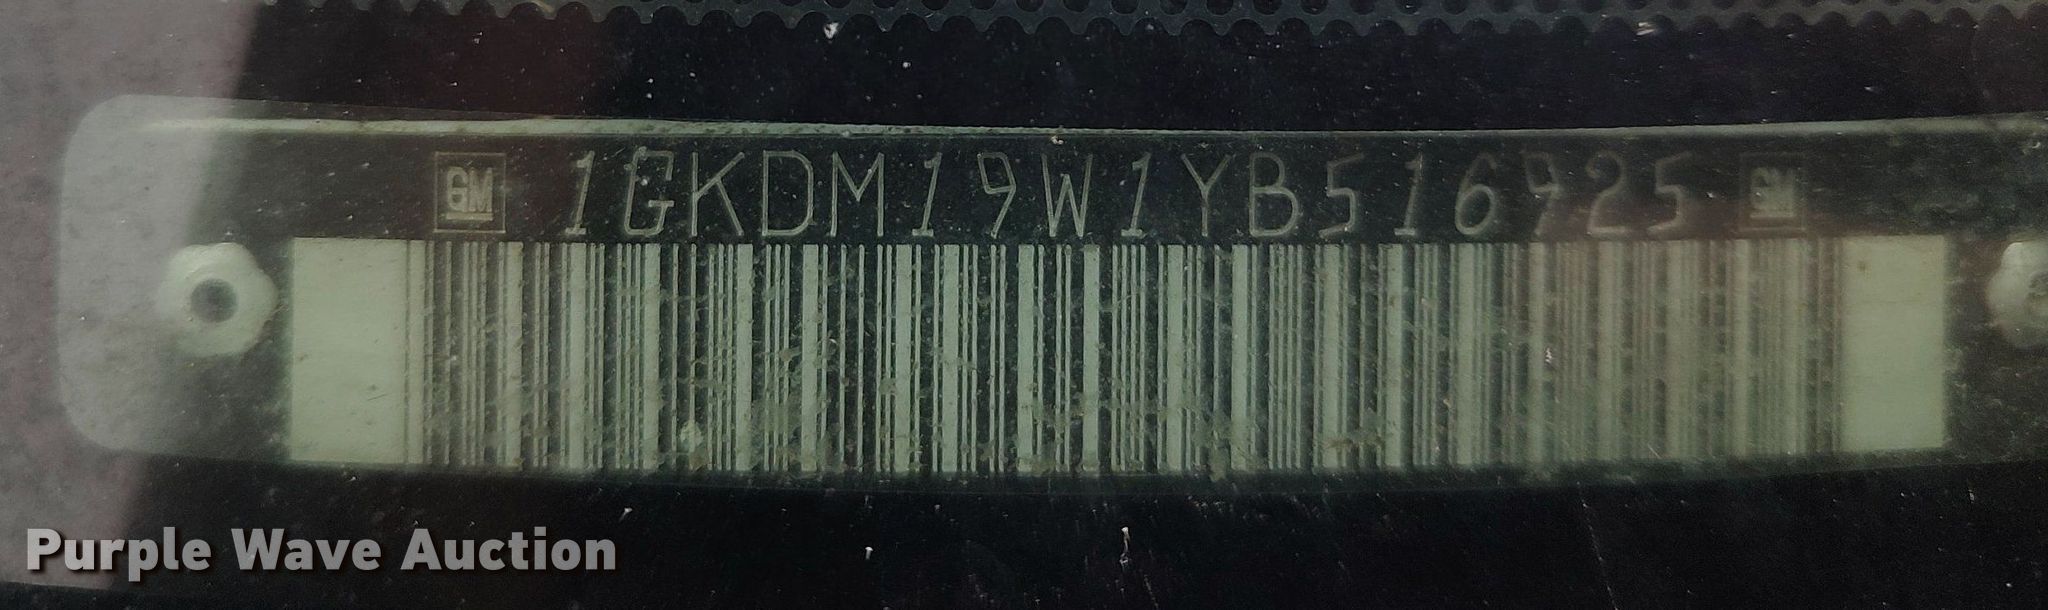 GM 1GKDM19W1YB516925 GM
Purple Wave Auction